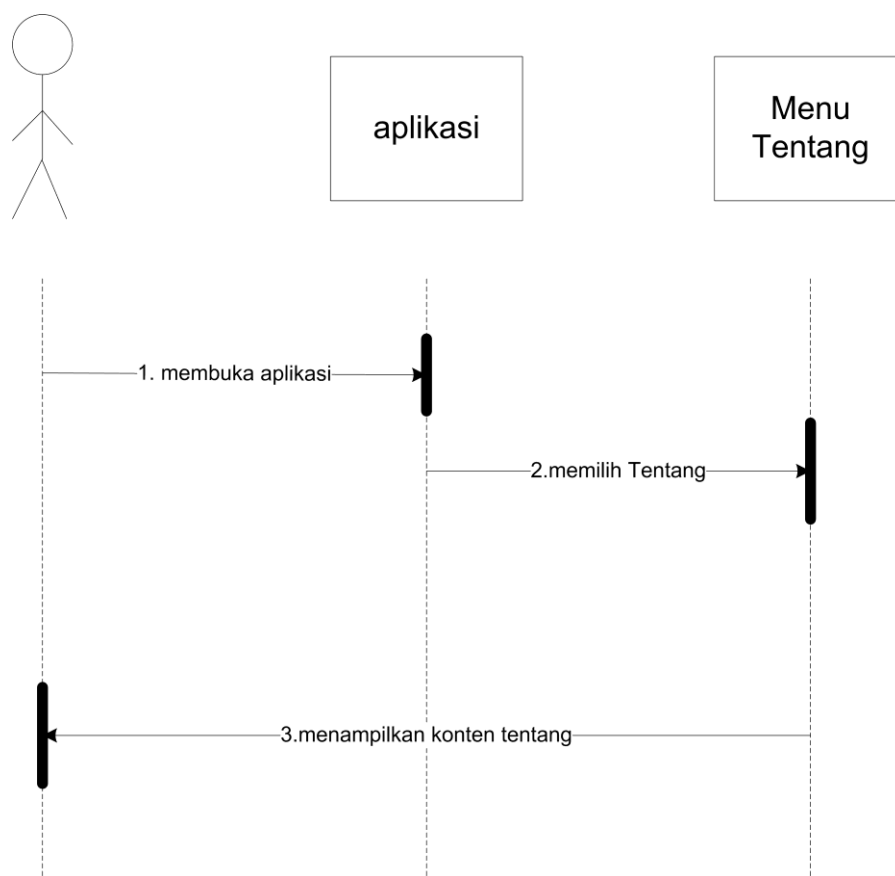 aplikasi
Menu
Tentang
1. membuka aplikasi
2.memilih Tentang
3.menampilkan konten tentang